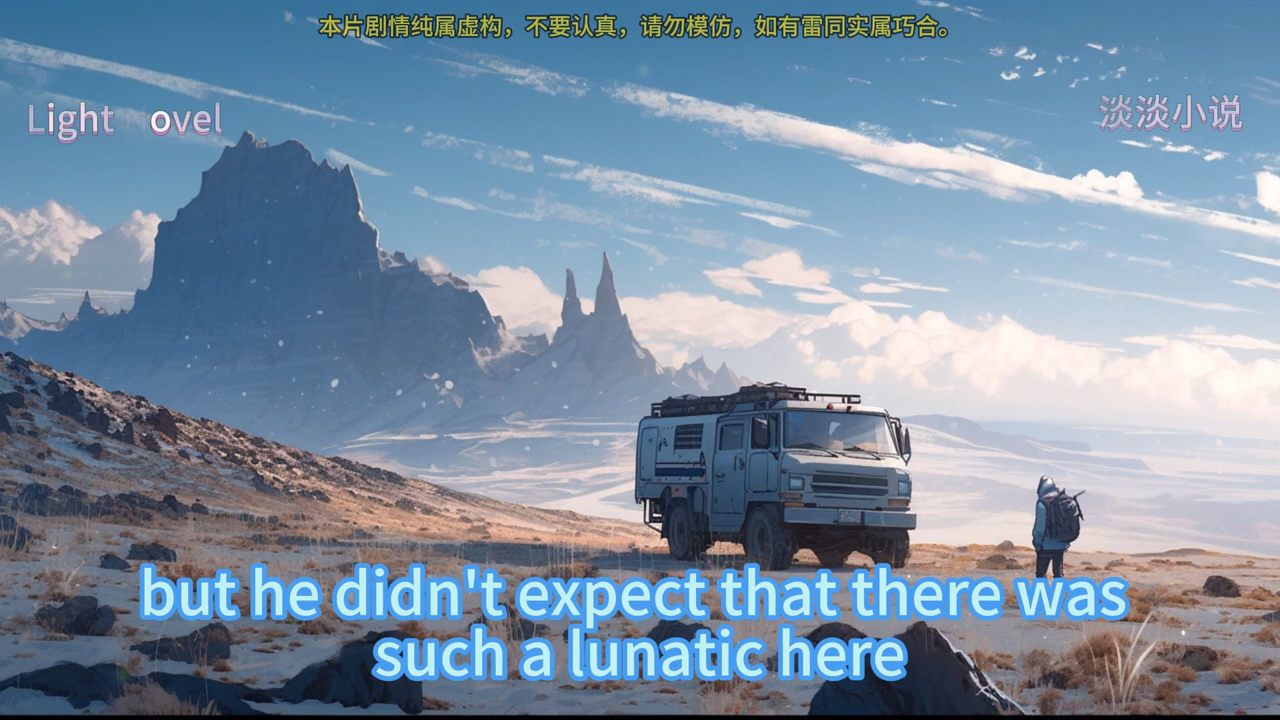 本片剧情纯属虚构，不要认真，请勿模仿，如有雷同实属巧合。
Light ovel
淡淡小说
but he didn't expect that there was
such a lunatic here